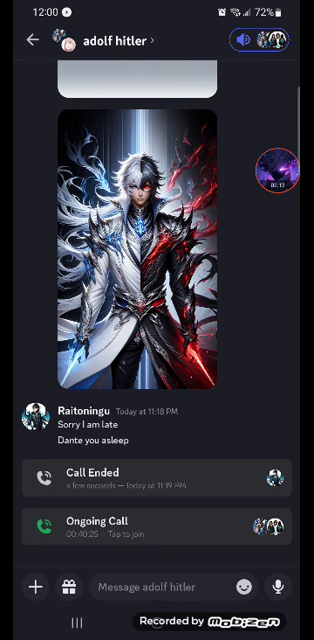 12:00
72%
adolf hitler
02:12
Raitoningu Today at 11:18 PM
Sorry I am late
Dante you asleep
Call Ended
a few seconds — Today at 11:19 PM
Ongoing Call
00:40:25 — Tap to join
Message adolf hitler
Recorded by Mobizen